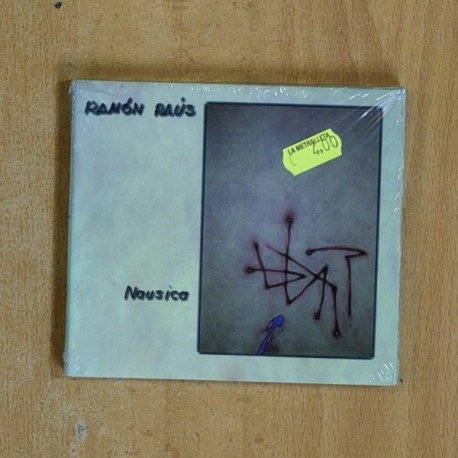 RAMÓN PAÚS
LA METRALLETA
€ 4.00
Nausica